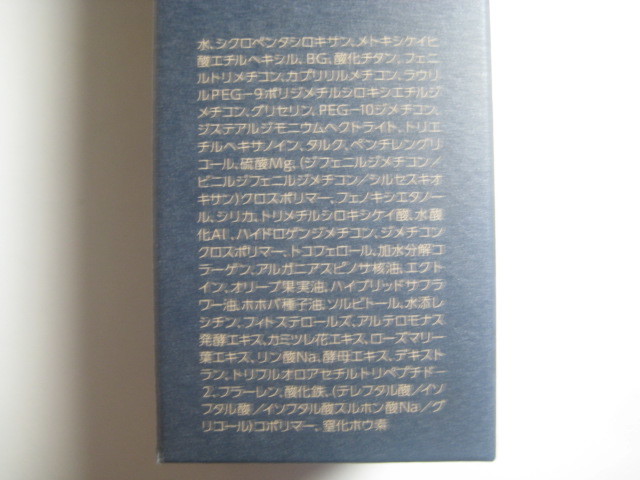 水、シクロペンタシロキサン、メトキシケイヒ
酸エチルヘキシル、BG、酸化チタン、フェニ
ルトリメチコン、カプリリルメチコン、ラウリ
ルPEG－9ポリジメチルシロキシエチルジ
メチコン、グリセリン、PEG－10ジメチコン、
ジステアルジモニウムヘクトライト、トリエ
チルヘキサノイン、タルク、ペンチレングリ
コール、硫酸Mg、(ジフェニルジメチコン／
ビニルジフェニルジメチコン／シルセスキオ
キサン)クロスポリマー、フェノキシエタノー
ル、シリカ、トリメチルシロキシケイ酸、水酸
化Al、ハイドロゲンジメチコン、ジメチコン
クロスポリマー、トコフェロール、加水分解コ
ラーゲン、アルガニアスピノサ核油、エクト
イン、オリーブ果実油、ハイブリッドサフラ
ワー油、ホホバ種子油、ソルビトール、水添レ
シチン、フィトステロールズ、アルテロモナス
発酵エキス、カミツレ花エキス、ローズマリー
葉エキス、リン酸Na、酵母エキス、デキスト
ラン、トリフルオロアセチルトリペプチド－
2、フラーレン、酸化鉄、(テレフタル酸／イソ
フタル酸／イソフタル酸スルホン酸Na／グ
リコール)コポリマー、窒化ホウ素